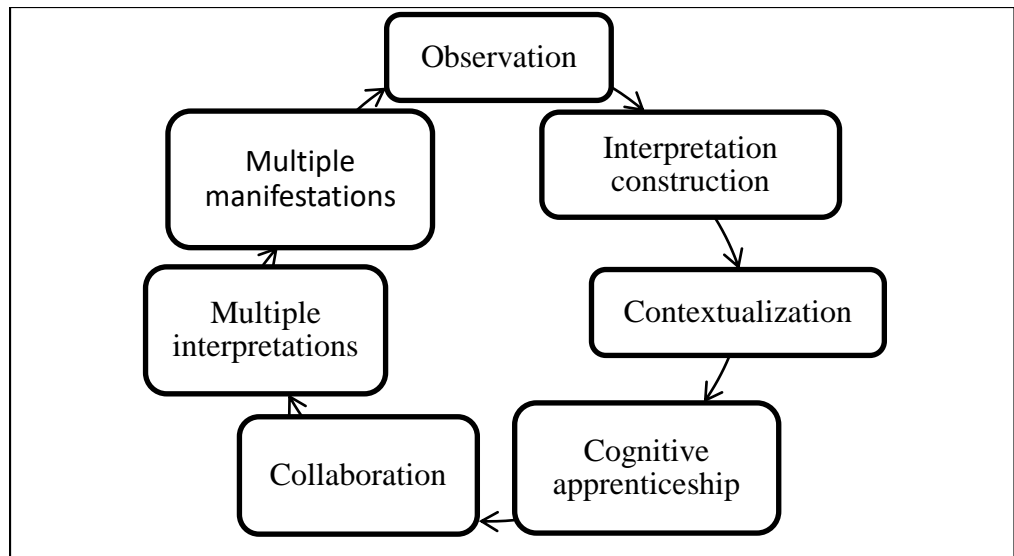 Observation
Interpretation
construction
Contextualization
Cognitive
apprenticeship
Collaboration
Multiple
interpretations
Multiple
manifestations